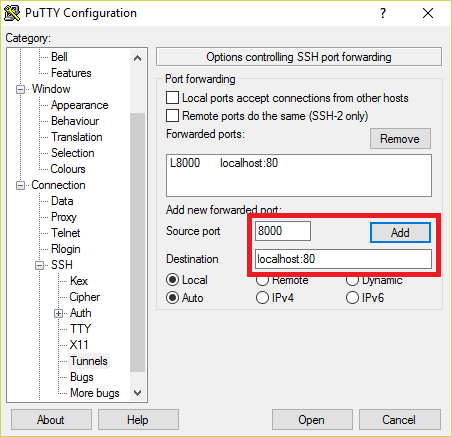 PuTTY Configuration ? ×
Category:
Bell
Features
Window
Appearance
Behaviour
Translation
Selection
Colours
Connection
Data
Proxy
Telnet
Rlogin
SSH
Kex
Cipher
Auth
TTY
X11
Tunnels
Bugs
More bugs
Options controlling SSH port forwarding
Port forwarding
Local ports accept connections from other hosts
Remote ports do the same (SSH-2 only)
Forwarded ports: Remove
L8000 localhost:80
Add new forwarded port:
Source port 8000 Add
Destination localhost:80
Local Remote Dynamic
Auto IPv4 IPv6
About Help Open Cancel